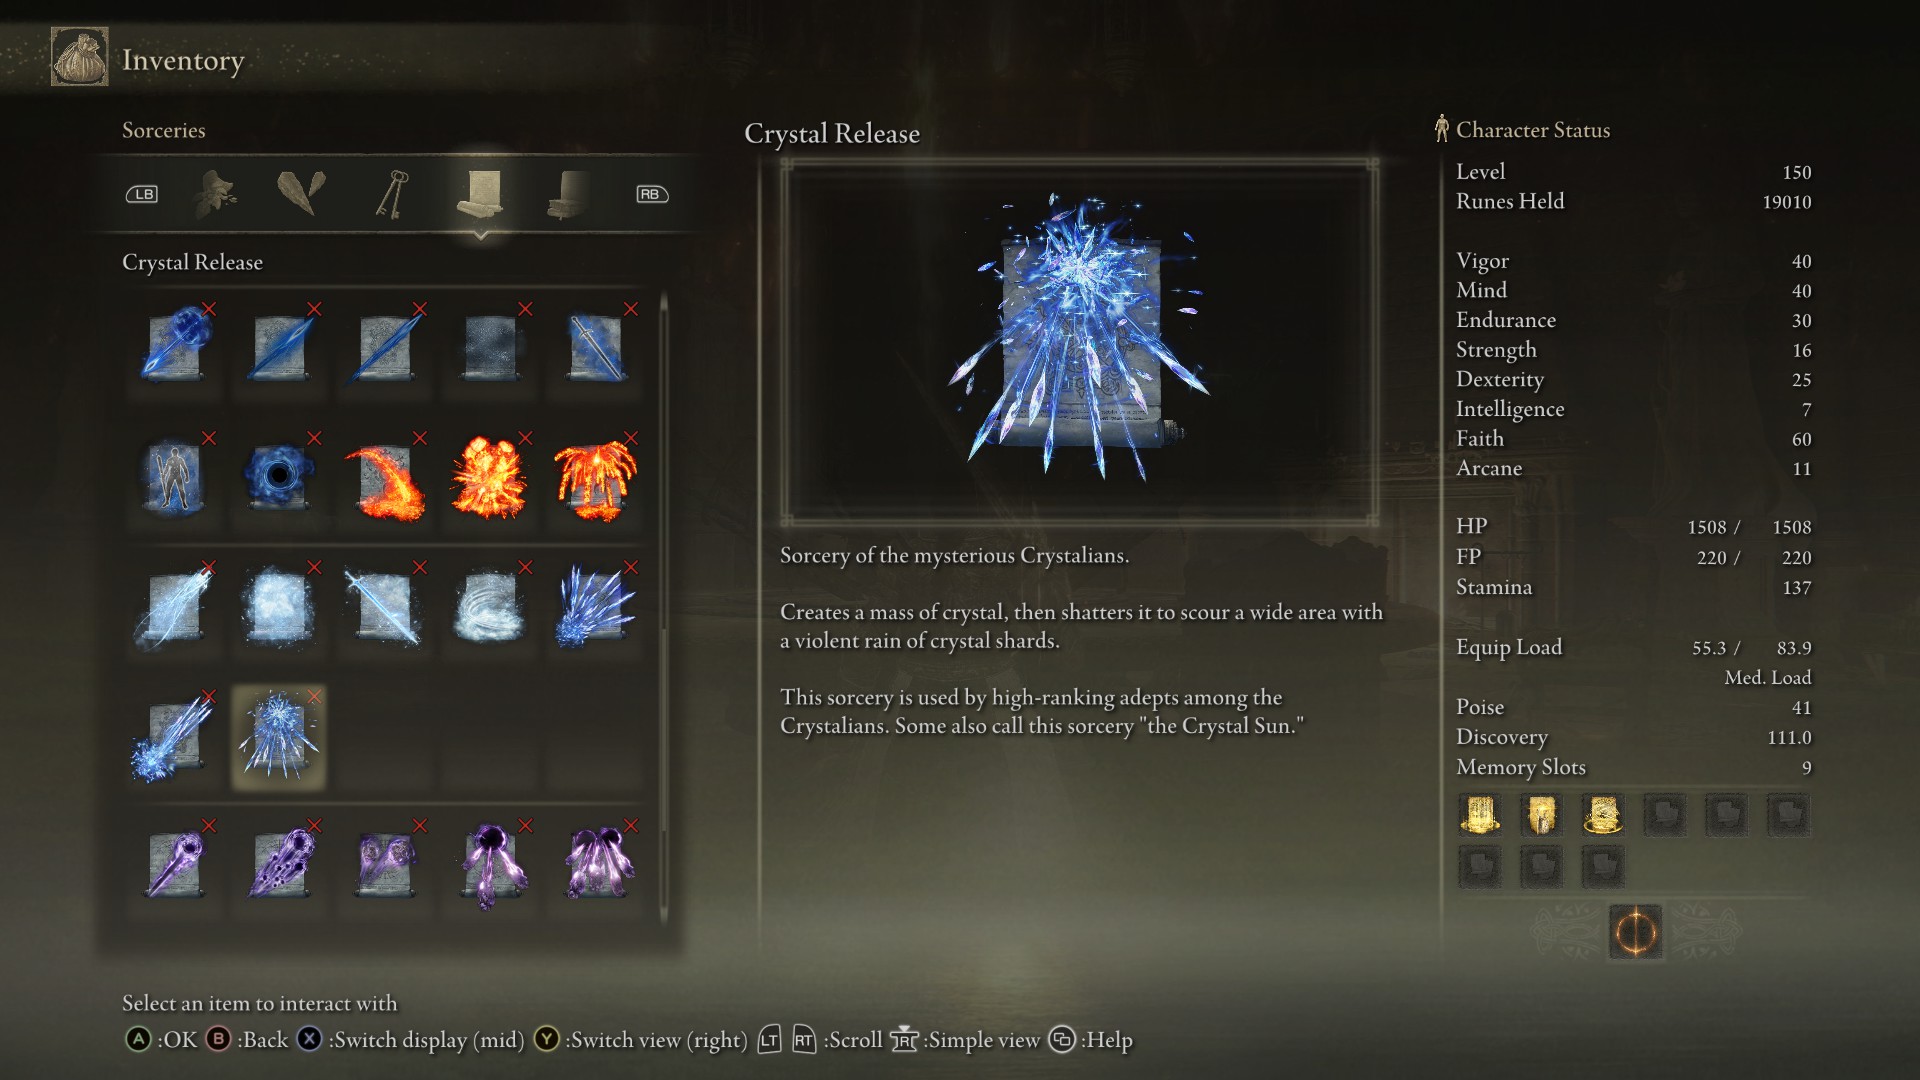 Inventory
Sorceries
LB
RB
Crystal Release
Crystal Release
Sorcery of the mysterious Crystalians.
Creates a mass of crystal, then shatters it to scour a wide area with
a violent rain of crystal shards.
This sorcery is used by high-ranking adepts among the
Crystalians. Some also call this sorcery "the Crystal Sun."
Character Status
Level 150
Runes Held 19010
Vigor 40
Mind 40
Endurance 30
Strength 16
Dexterity 25
Intelligence 7
Faith 60
Arcane 11
HP 1508 / 1508
FP 220 / 220
Stamina 137
Equip Load 55.3 / 83.9
Med. Load
Poise 41
Discovery 111.0
Memory Slots 9
Select an item to interact with
A :OK B :Back X :Switch display (mid) Y :Switch view (right) LT RT :Scroll R :Simple view :Help